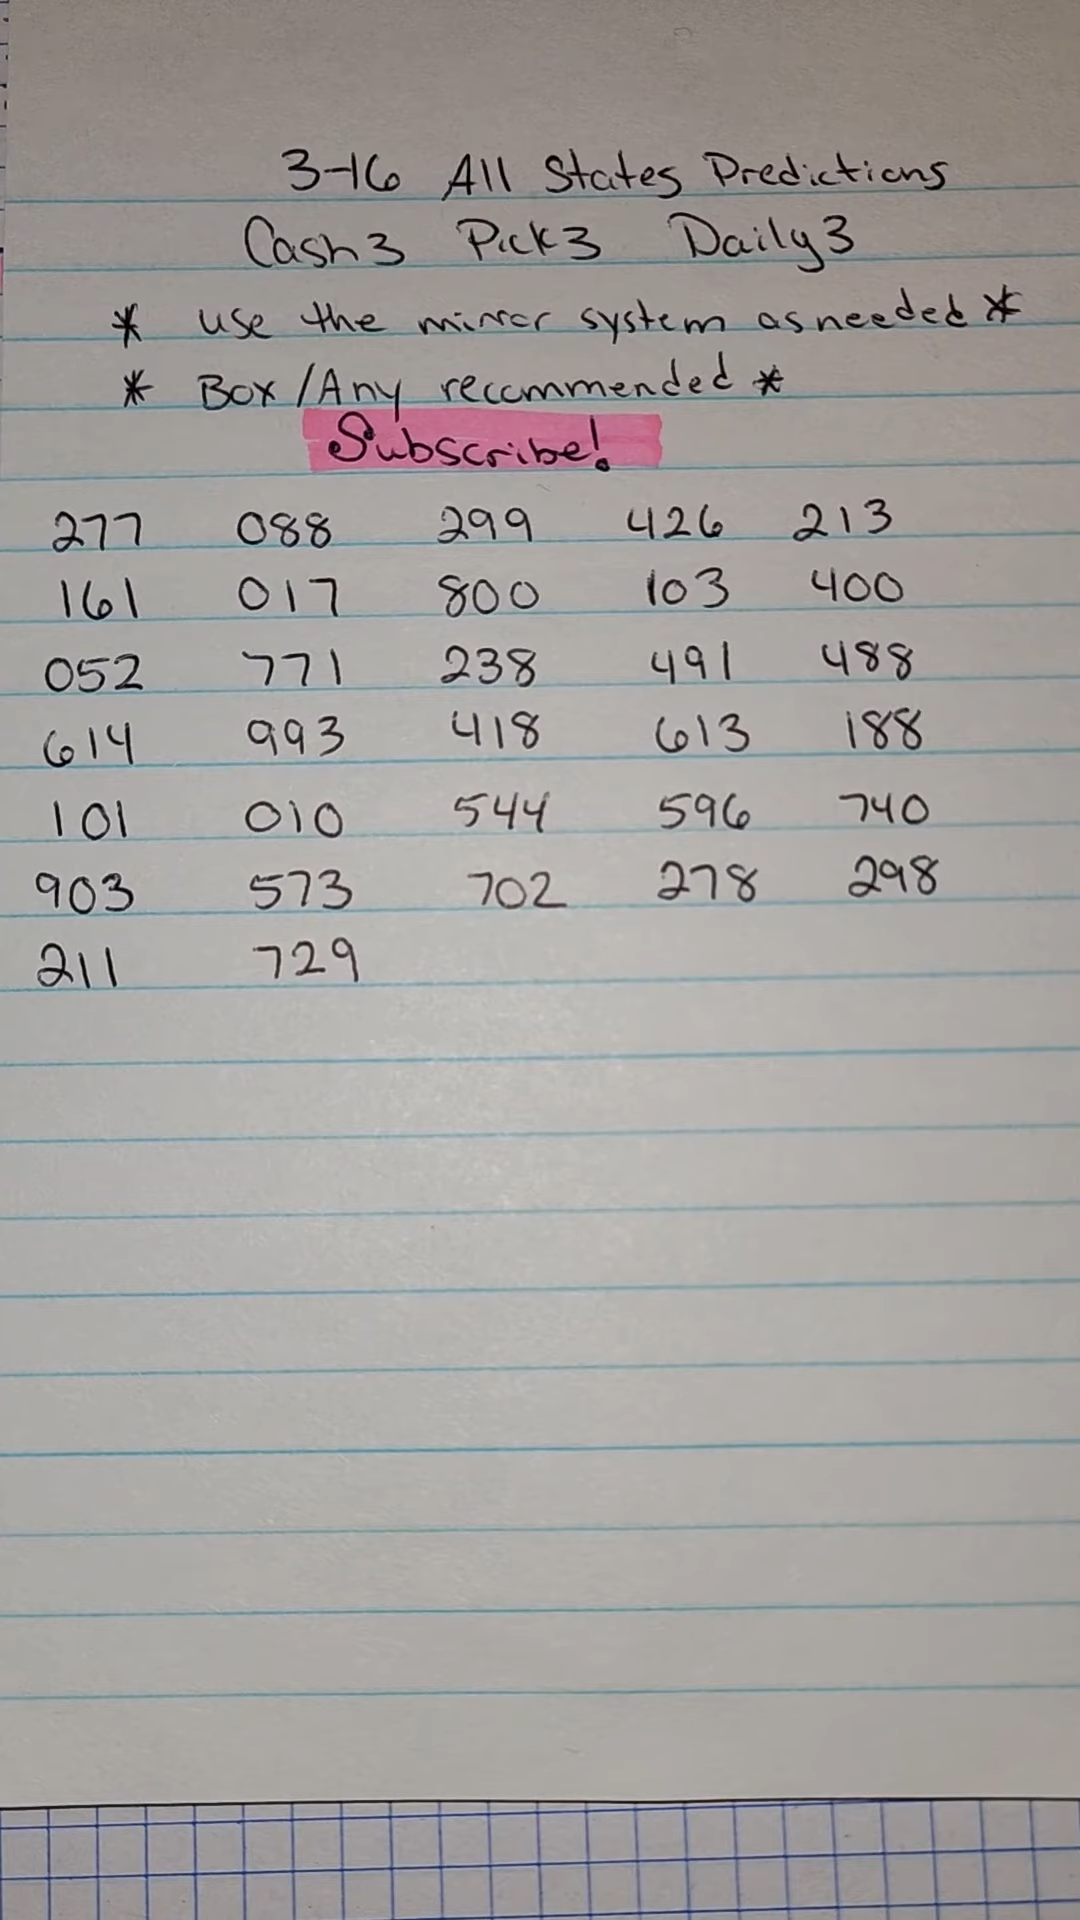 3-16 All States Predictions
Cash3 Pick3 Daily3
* use the mirror system as needed *
* Box/Any recommended *
Subscribe!
277 088 299 426 213
161 017 800 103 400
052 771 238 491 488
614 993 418 613 188
101 010 544 596 740
903 573 702 278 298
211 729